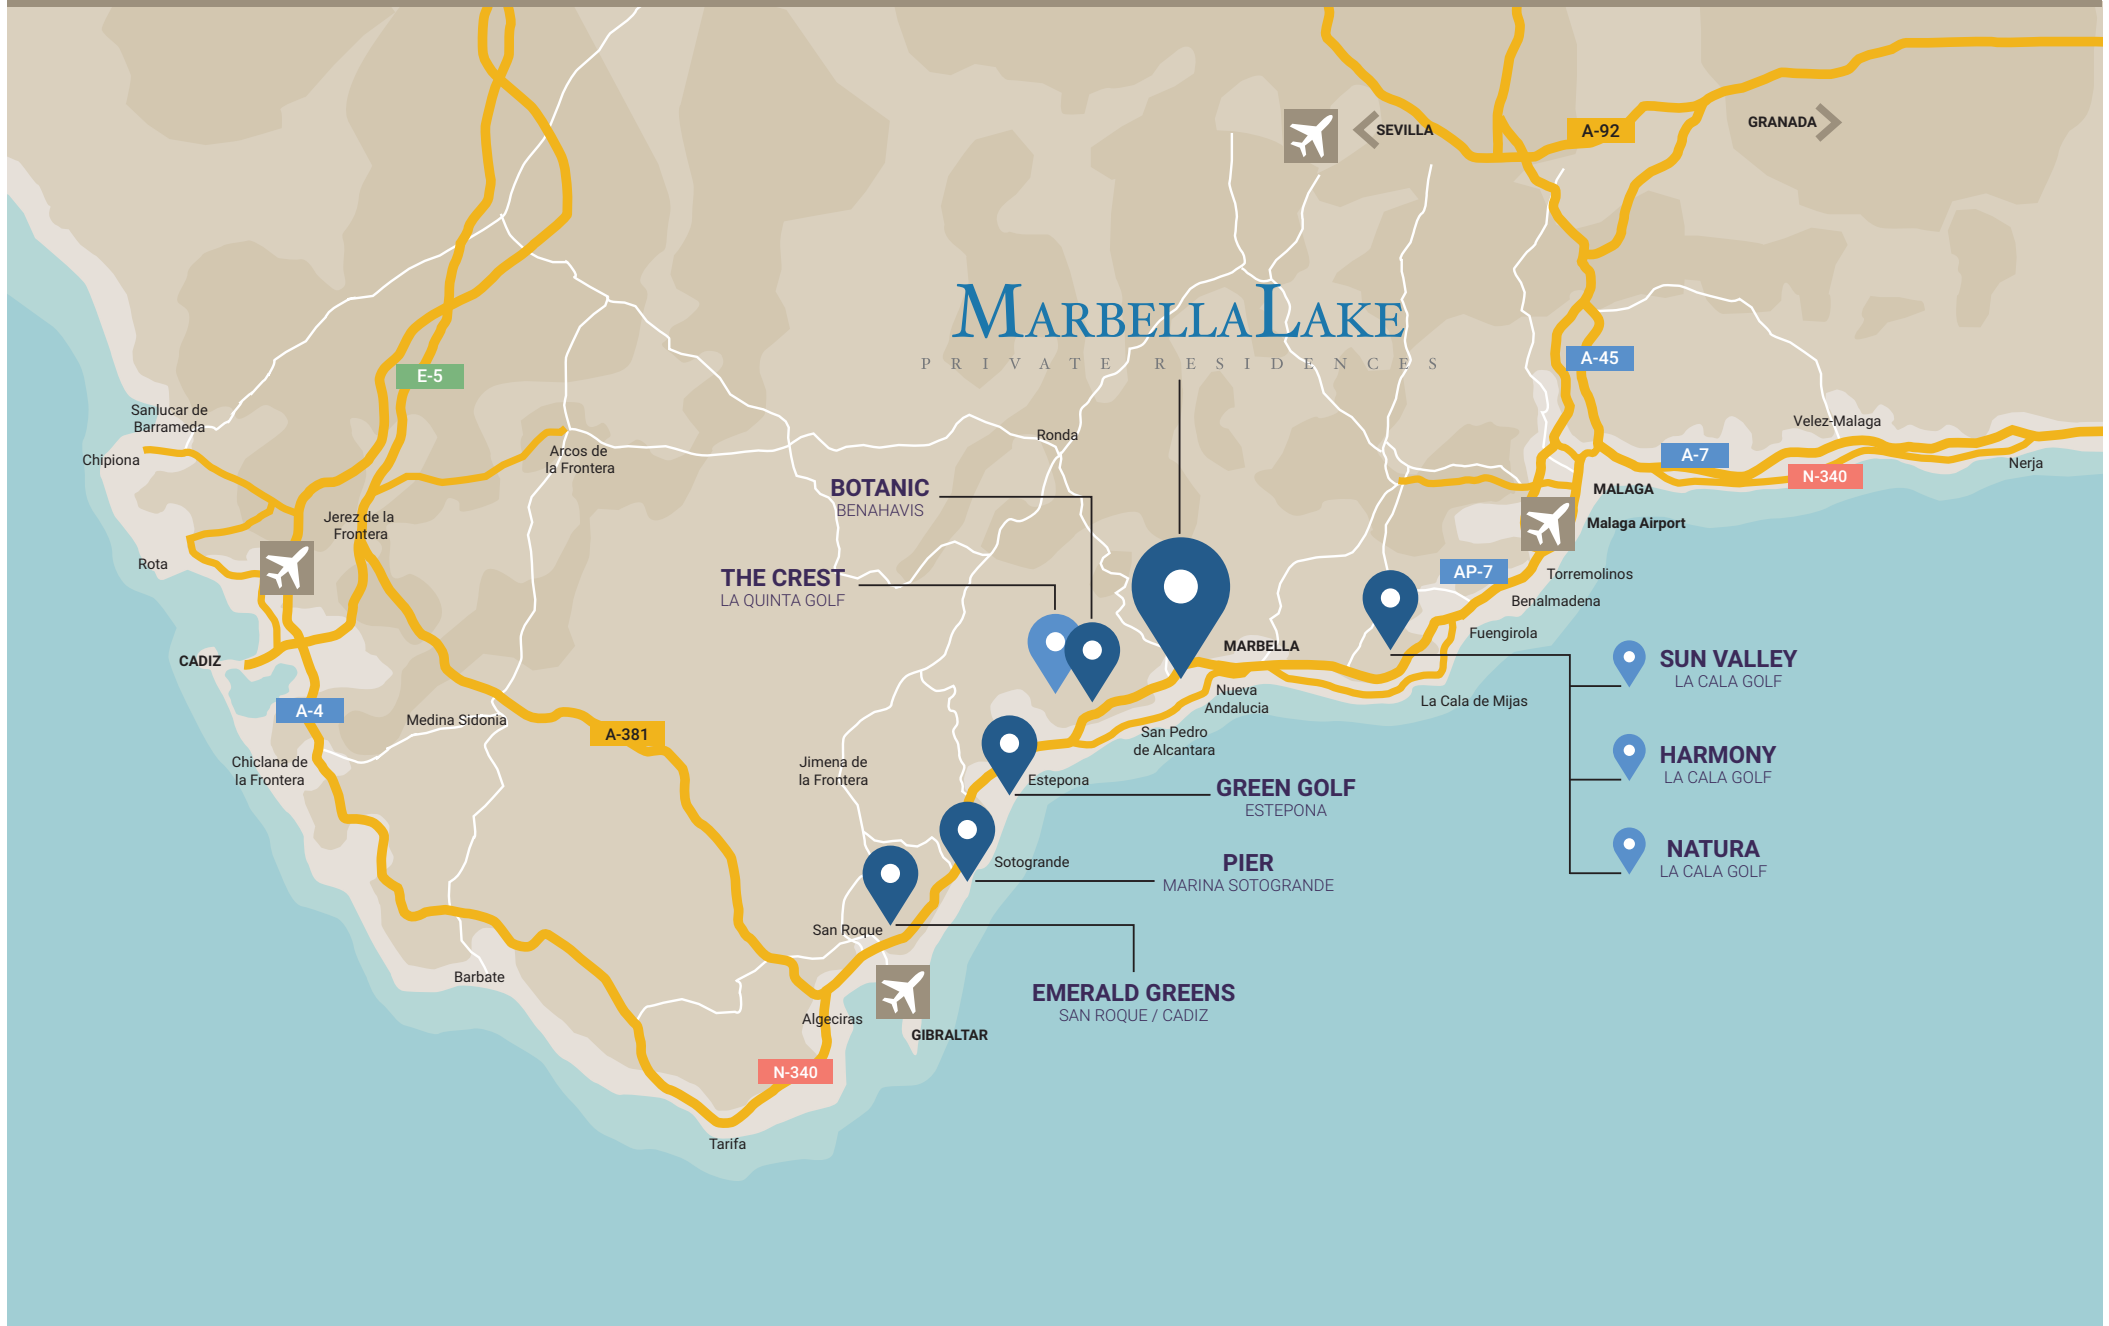 SEVILLA
A-92
GRANADA
MARBELLALAKE
PRIVATE RESIDENCES
A-45
E-5
Sanlucar de
Barrameda
Chipiona
Arcos de
la Frontera
Ronda
Velez-Malaga
A-7
N-340
Nerja
MALAGA
Malaga Airport
BOTANIC
BENAHAVIS
Jerez de la
Frontera
Rota
THE CREST
LA QUINTA GOLF
AP-7
Torremolinos
Benalmadena
Fuengirola
MARBELLA
CADIZ
SUN VALLEY
LA CALA GOLF
Nueva
Andalucia
La Cala de Mijas
A-4
Medina Sidonia
A-381
San Pedro
de Alcantara
Chiclana de
la Frontera
Jimena de
la Frontera
Estepona
GREEN GOLF
ESTEPONA
HARMONY
LA CALA GOLF
Sotogrande
PIER
MARINA SOTOGRANDE
NATURA
LA CALA GOLF
San Roque
Barbate
EMERALD GREENS
SAN ROQUE / CADIZ
Algeciras
GIBRALTAR
N-340
Tarifa